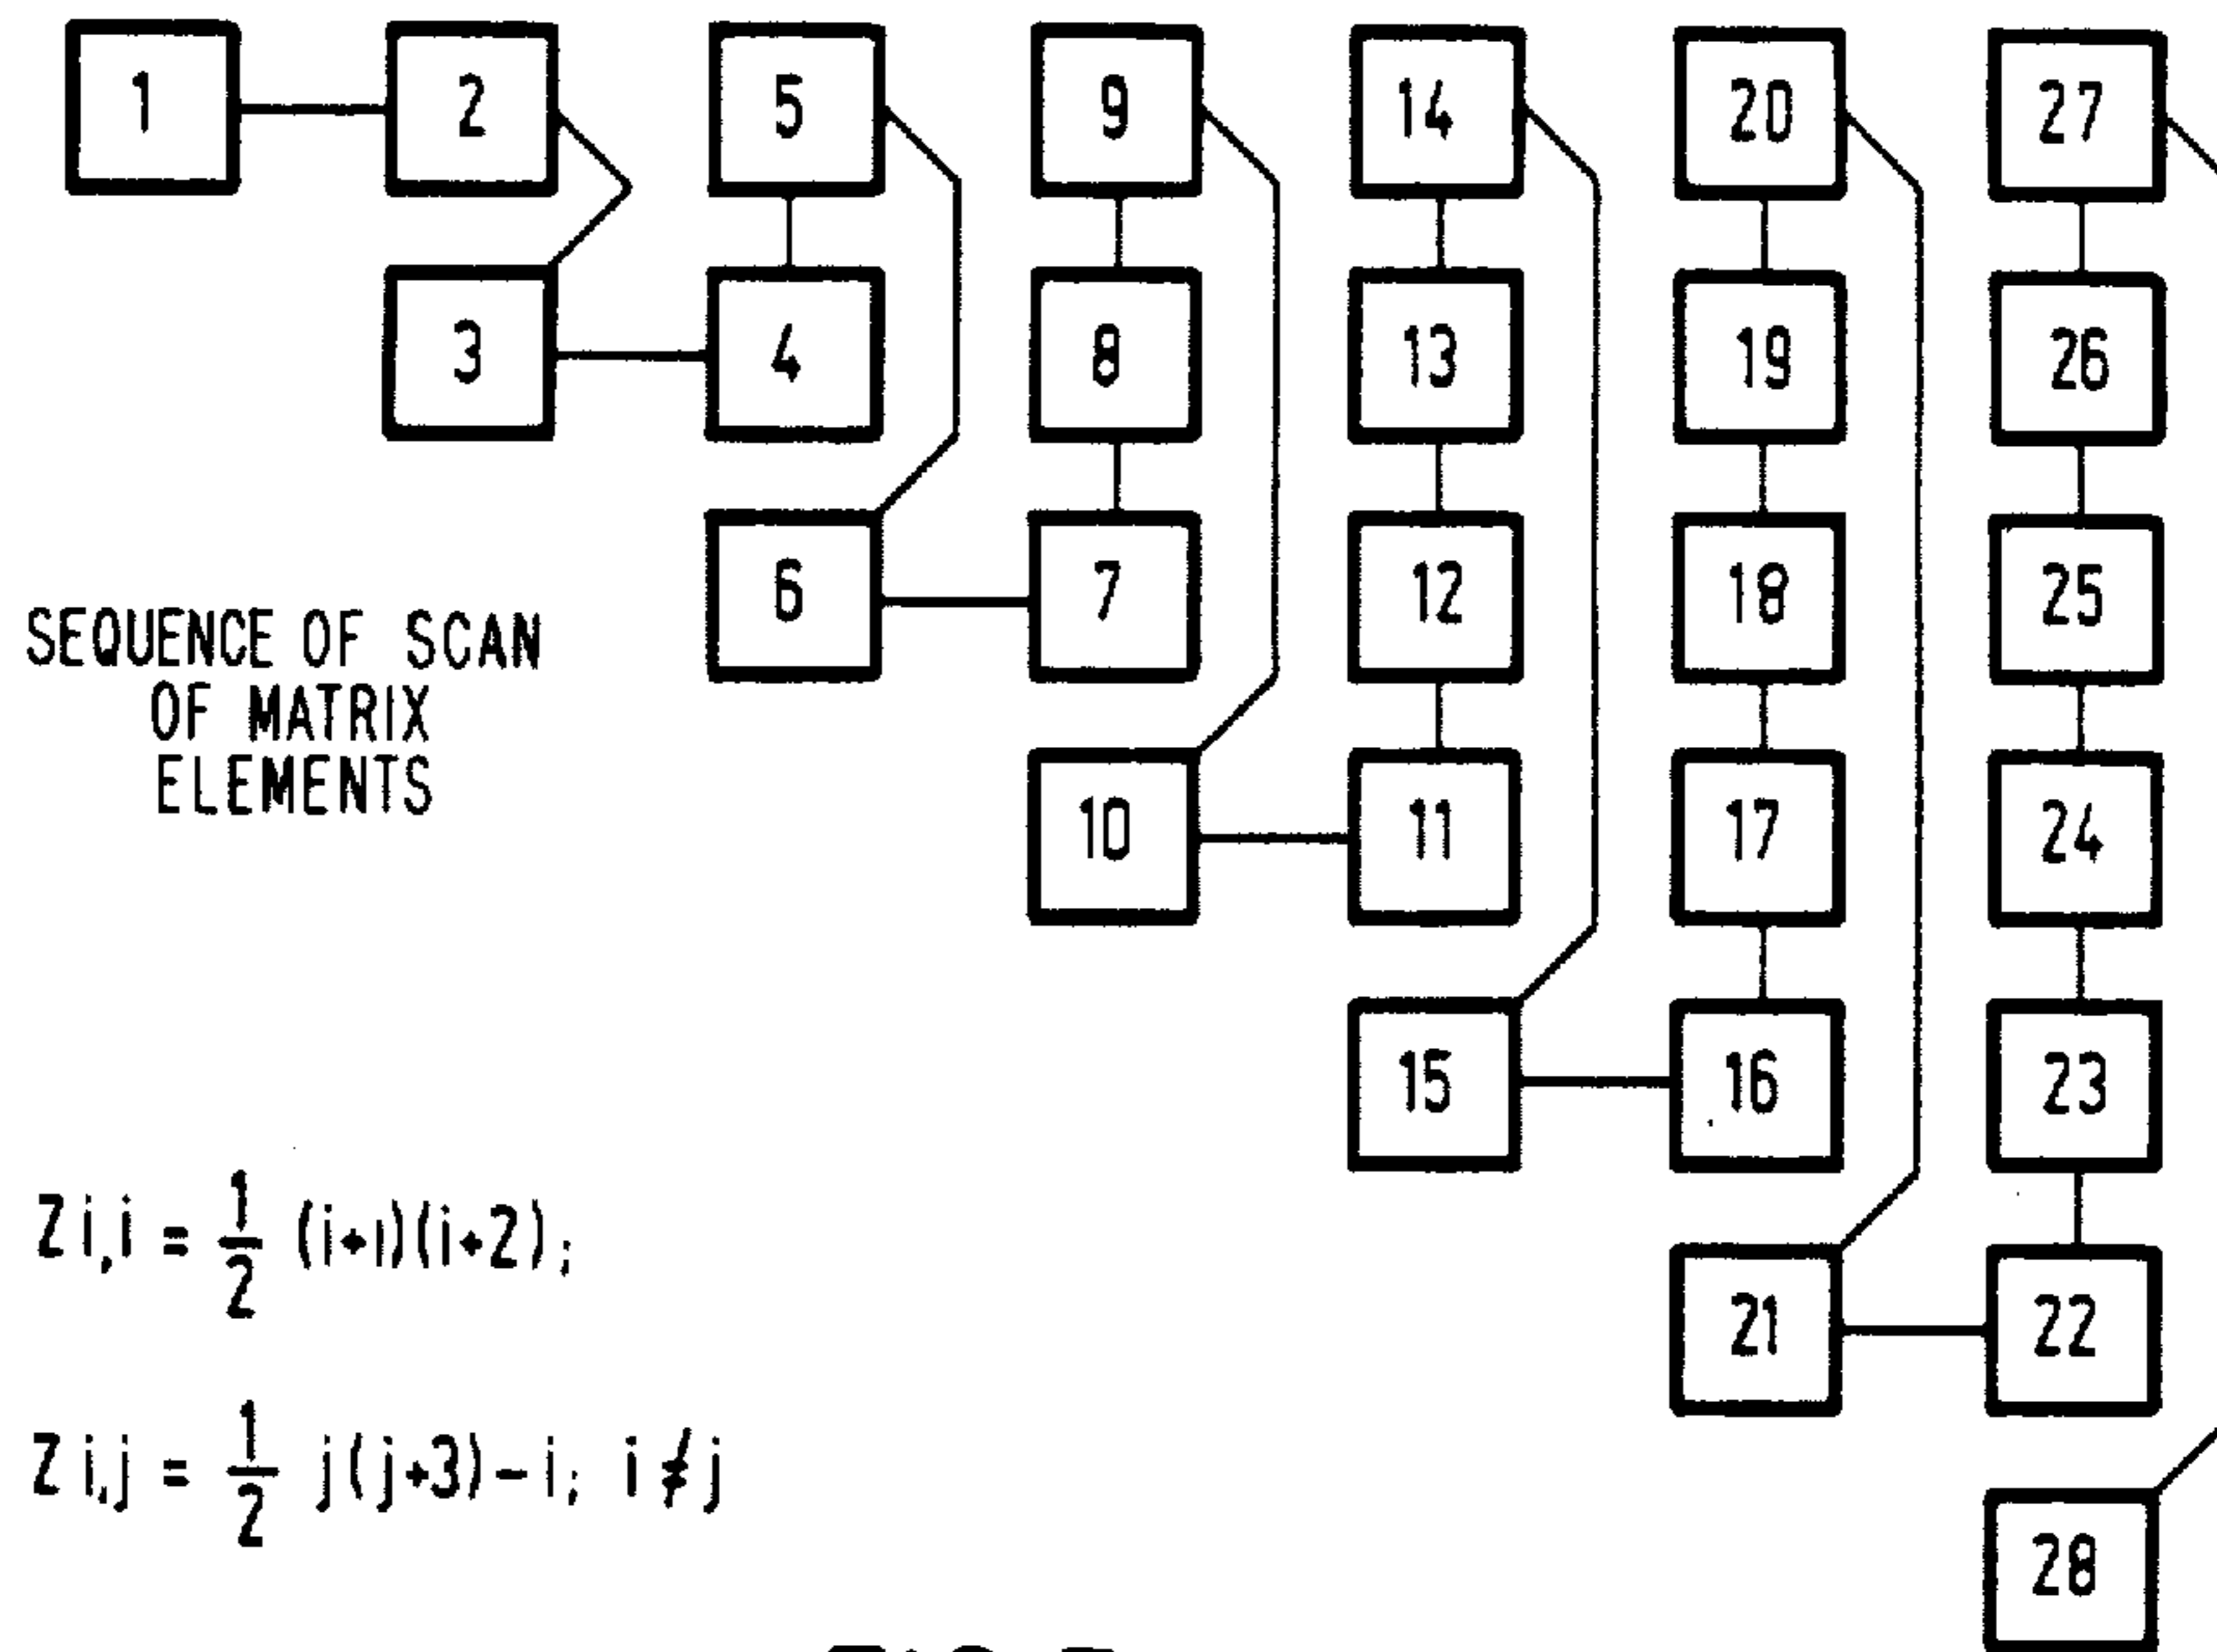 1 2 5 9 14 20 27
3 4 8 13 19 26
6 7 12 18 25
SEQUENCE OF SCAN
OF MATRIX
ELEMENTS
10 11 17 24
15 16 23
Z i,i = 1/2 (i+1)(i+2);
21 22
Z i,j = 1/2 j(j+3) - i; i ≠ j
28